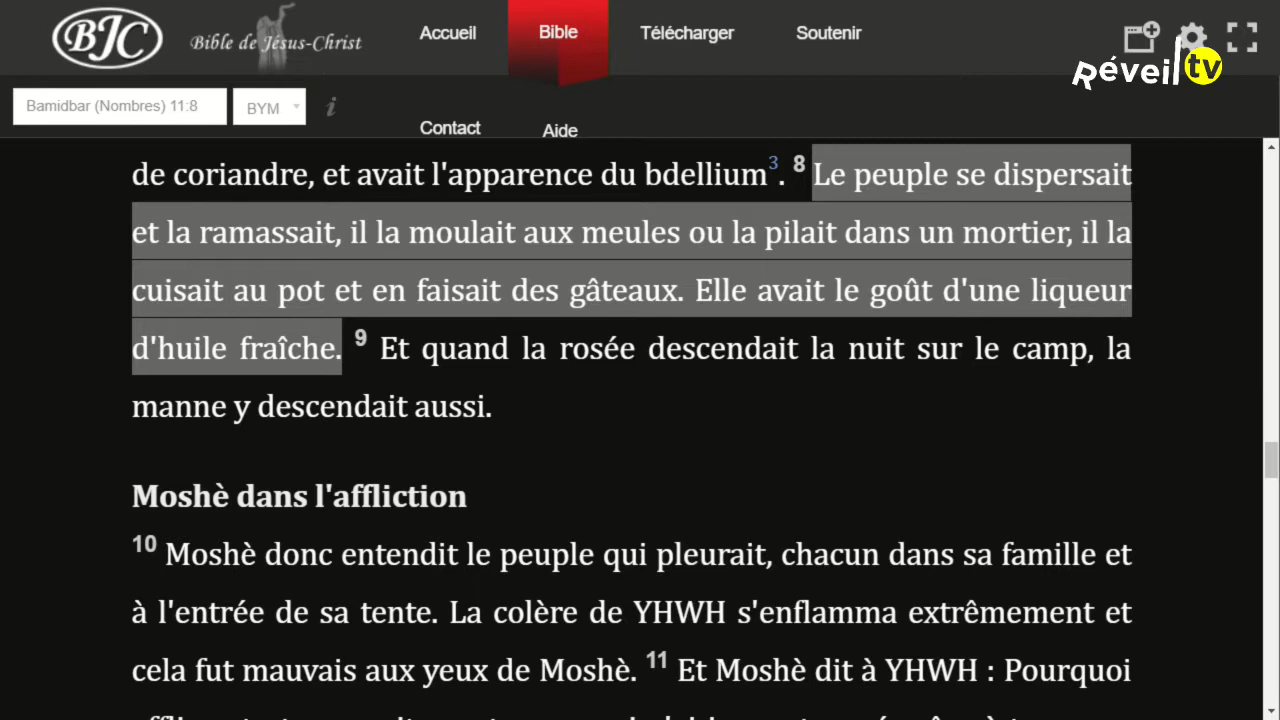 BJC Bible de Jésus-Christ Accueil Bible Télécharger Soutenir
Réveil tv
Bamidbar (Nombres) 11:8 BYM i
Contact Aide
de coriandre, et avait l'apparence du bdellium3. 8 Le peuple se dispersait
et la ramassait, il la moulait aux meules ou la pilait dans un mortier, il la
cuisait au pot et en faisait des gâteaux. Elle avait le goût d'une liqueur
d'huile fraîche. 9 Et quand la rosée descendait la nuit sur le camp, la
manne y descendait aussi.
Moshè dans l'affliction
10 Moshè donc entendit le peuple qui pleurait, chacun dans sa famille et
à l'entrée de sa tente. La colère de YHWH s'enflamma extrêmement et
cela fut mauvais aux yeux de Moshè. 11 Et Moshè dit à YHWH : Pourquoi